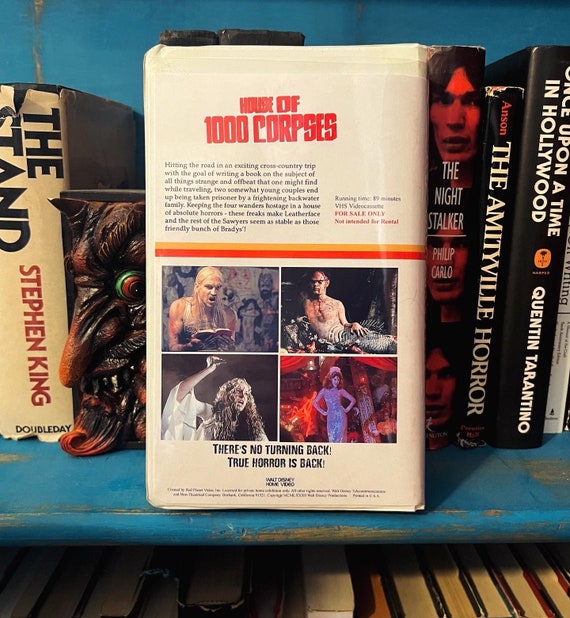 HOUSE OF
1000 CORPSES
Hitting the road in an exciting cross-country trip
with the goal of writing a book on the subject of
all things strange and offbeat that one might find
while traveling, two somewhat young couples end
up being taken prisoner by a frightening backwater
family. Keeping the four wanders hostage in a house
of absolute horrors - these freaks make Leatherface
and the rest of the Sawyers seem as stable as those
friendly bunch of Bradys'!
Running time: 89 minutes
VHS Videocassette
FOR SALE ONLY
Not intended for Rental
THERE'S NO TURNING BACK!
TRUE HORROR IS BACK!
WALT DISNEY
HOME VIDEO
THE
STAND
STEPHEN KING
DOUBLEDAY
THE
NIGHT
STALKER
PHILIP
CARLO
Anson
THE AMITYVILLE HORROR
ONCE UPON A TIME
IN HOLLYWOOD
HARPER
QUENTIN TARANTINO